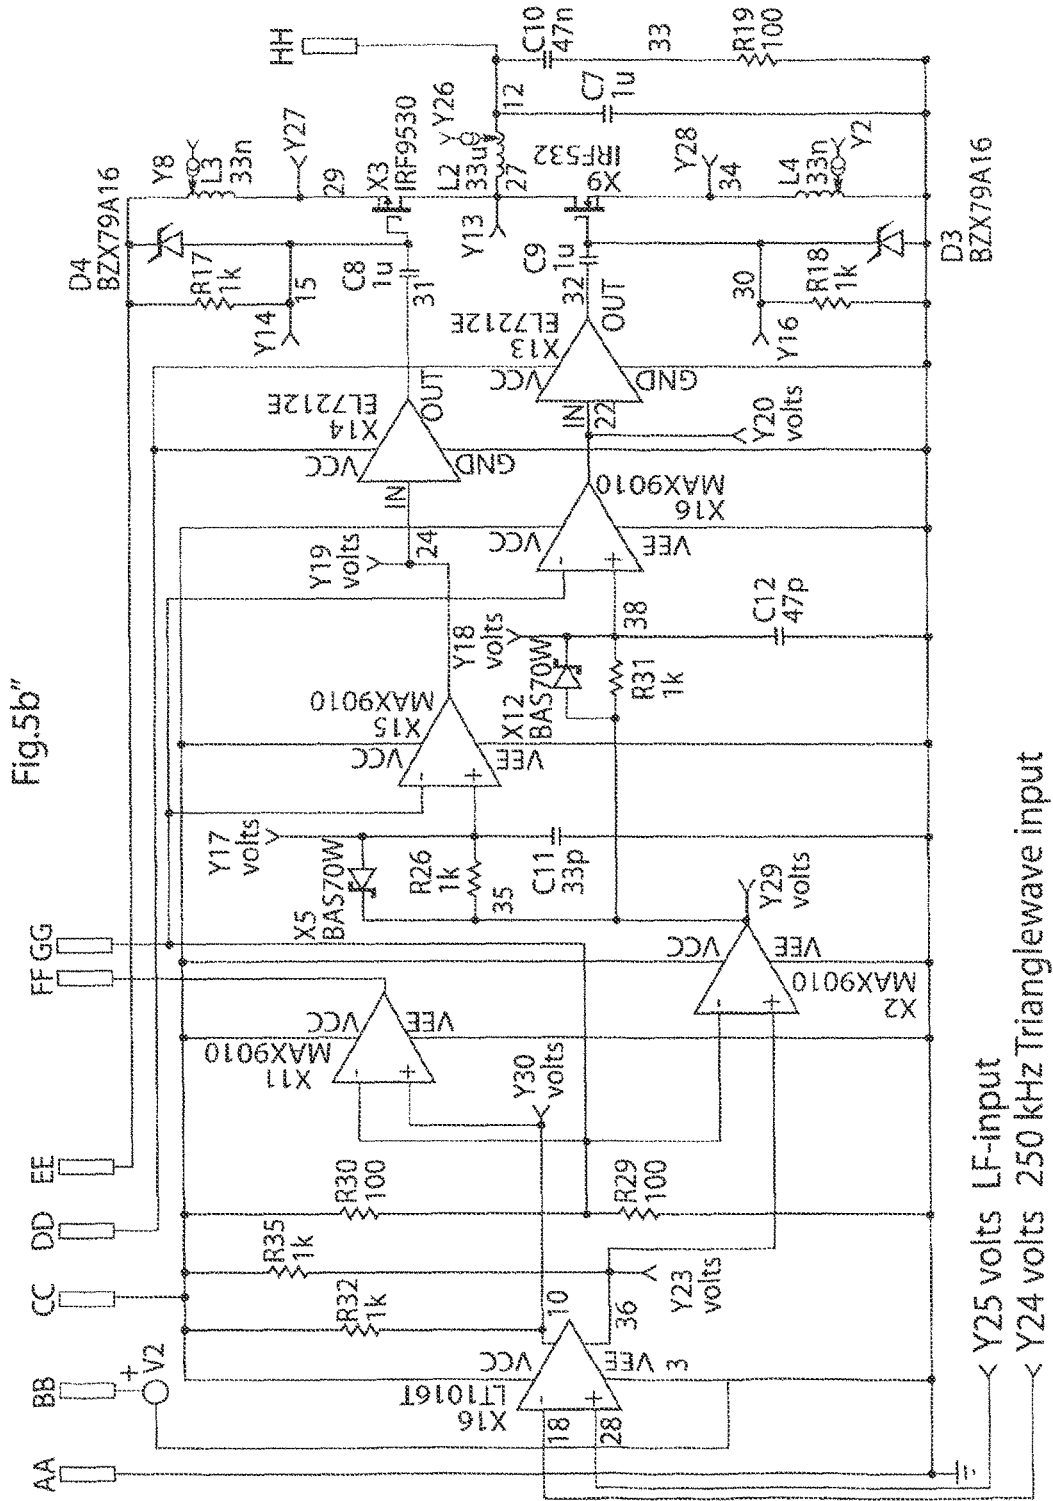 Fig.5b"
AA
BB
CC
DD
EE
FF
GG
HH
+
V2
R32
1k
R35
1k
R30
100
R29
100
X16
LT1016T
VCC
VEE
3
-
+
18
28
10
36
Y23
volts
Y30
volts
X11
MAX9010
VCC
VEE
-
+
X2
MAX9010
VCC
VEE
-
+
Y29
volts
X5
BAS70W
R26
1k
35
C11
33p
Y17
volts
X15
MAX9010
VCC
VEE
-
+
X12
BAS70W
R31
1k
38
C12
47p
Y18
volts
Y19
volts
24
X16
MAX9010
VCC
VEE
-
+
X14
EL7212E
VCC
GND
IN
OUT
X13
EL7212E
VCC
GND
IN
OUT
22
Y20
volts
31
32
C8
1u
C9
1u
Y14
15
R17
1k
D4
BZX79A16
Y16
30
R18
1k
D3
BZX79A16
Y8
L3
33n
Y27
29
X3
IRF9530
Y13
27
L2
33u
Y26
X9
IRF532
Y28
34
L4
33n
Y2
12
C7
1u
C10
47n
33
R19
100
Y25 volts LF-input
Y24 volts 250 kHz Trianglewave input